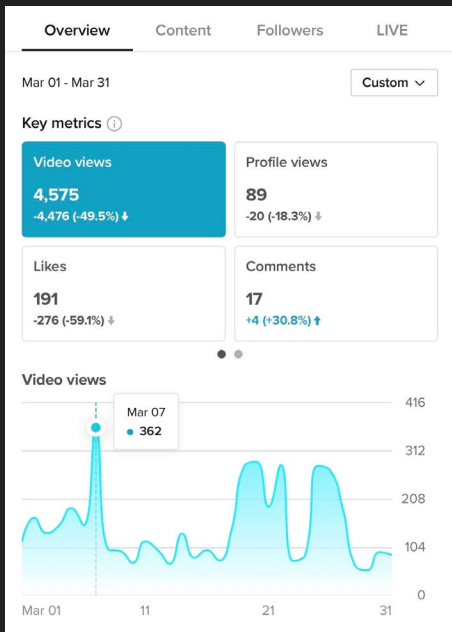 Overview Content Followers LIVE
Mar 01 - Mar 31 Custom
Key metrics
Video views Profile views
4,575 89
-4,476 (-49.5%) -20 (-18.3%)
Likes Comments
191 17
-276 (-59.1%) +4 (+30.8%)
Video views
416
Mar 07
362
312
208
104
0
Mar 01 11 21 31